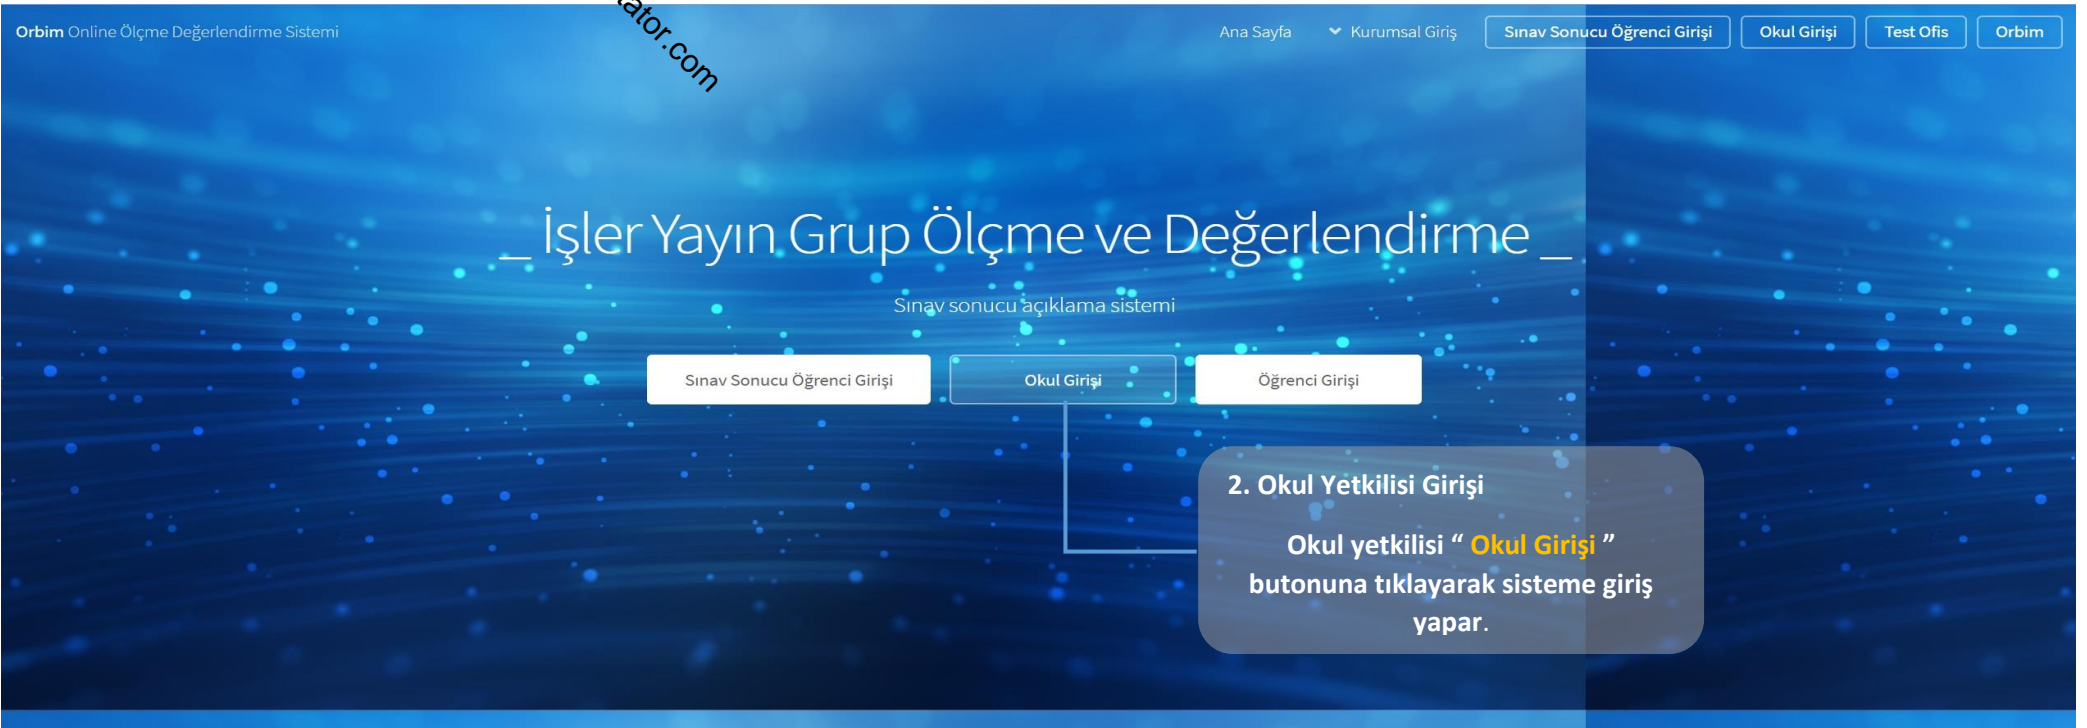 Orbim Online Ölçme Değerlendirme Sistemi
Ana Sayfa Kurumsal Giriş Sınav Sonucu Öğrenci Girişi Okul Girişi Test Ofis Orbim
_ İşler Yayın Grup Ölçme ve Değerlendirme _
Sınav sonucu açıklama sistemi
Sınav Sonucu Öğrenci Girişi Okul Girişi Öğrenci Girişi
2. Okul Yetkilisi Girişi
Okul yetkilisi “ Okul Girişi ”
butonuna tıklayarak sisteme giriş
yapar.